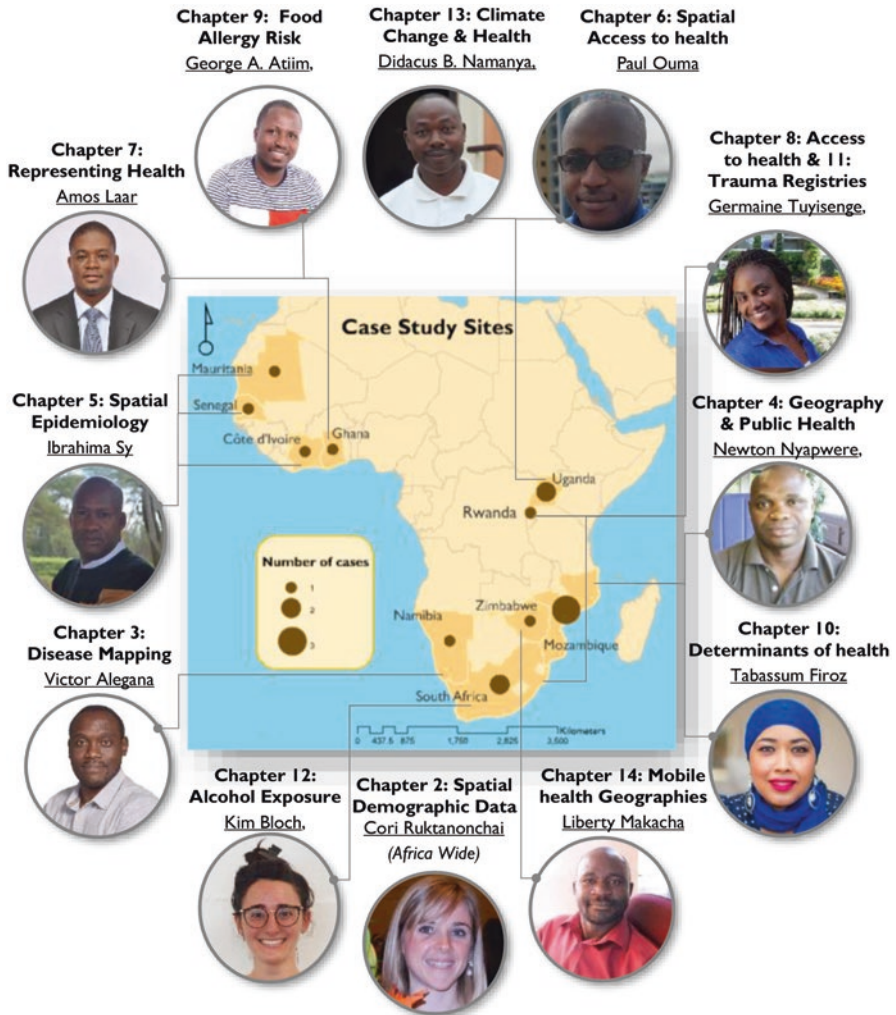 Chapter 9: Food
Allergy Risk
George A. Atiim,
Chapter 13: Climate
Change & Health
Didacus B. Namanya,
Chapter 6: Spatial
Access to health
Paul Ouma
Chapter 7:
Representing Health
Amos Laar
Chapter 8: Access
to health & 11:
Trauma Registries
Germaine Tuyisenge,
Case Study Sites
Mauritania
Senegal
Côte d'Ivoire
Ghana
Uganda
Rwanda
Number of cases
1
2
3
Namibia
Zimbabwe
Mozambique
South Africa
Kilometers
0 437.5 875 1,750 2,625 3,500
Chapter 5: Spatial
Epidemiology
Ibrahima Sy
Chapter 4: Geography
& Public Health
Newton Nyapwere,
Chapter 3:
Disease Mapping
Victor Alegana
Chapter 10:
Determinants of health
Tabassum Firoz
Chapter 12:
Alcohol Exposure
Kim Bloch,
Chapter 2: Spatial
Demographic Data
Cori Ruktanonchai
(Africa Wide)
Chapter 14: Mobile
health Geographies
Liberty Makacha